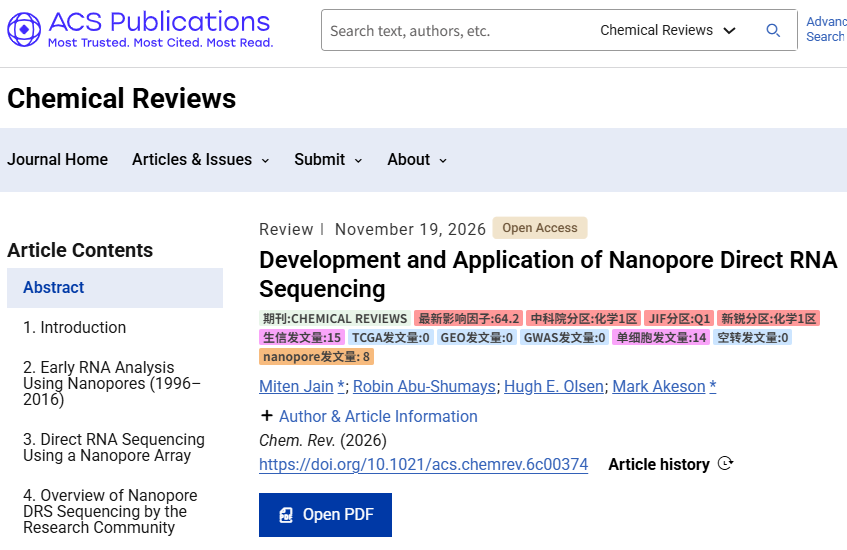 ACS Publications
Most Trusted. Most Cited. Most Read.
Search text, authors, etc.
Chemical Reviews
Advanc
Search
Chemical Reviews
Journal Home
Articles & Issues
Submit
About
Article Contents
Abstract
1. Introduction
2. Early RNA Analysis
Using Nanopores (1996–
2016)
3. Direct RNA Sequencing
Using a Nanopore Array
4. Overview of Nanopore
DRS Sequencing by the
Research Community
Review | November 19, 2026 Open Access
Development and Application of Nanopore Direct RNA
Sequencing
期刊:CHEMICAL REVIEWS 最新影响因子:64.2 中科院分区:化学1区 JIF分区:Q1 新锐分区:化学1区
生信发文量:15 TCGA发文量:0 GEO发文量:0 GWAS发文量:0 单细胞发文量:14 空转发文量:0
nanopore发文量: 8
Miten Jain *; Robin Abu-Shumays; Hugh E. Olsen; Mark Akeson *
+ Author & Article Information
Chem. Rev. (2026)
https://doi.org/10.1021/acs.chemrev.6c00374 Article history
PDF Open PDF